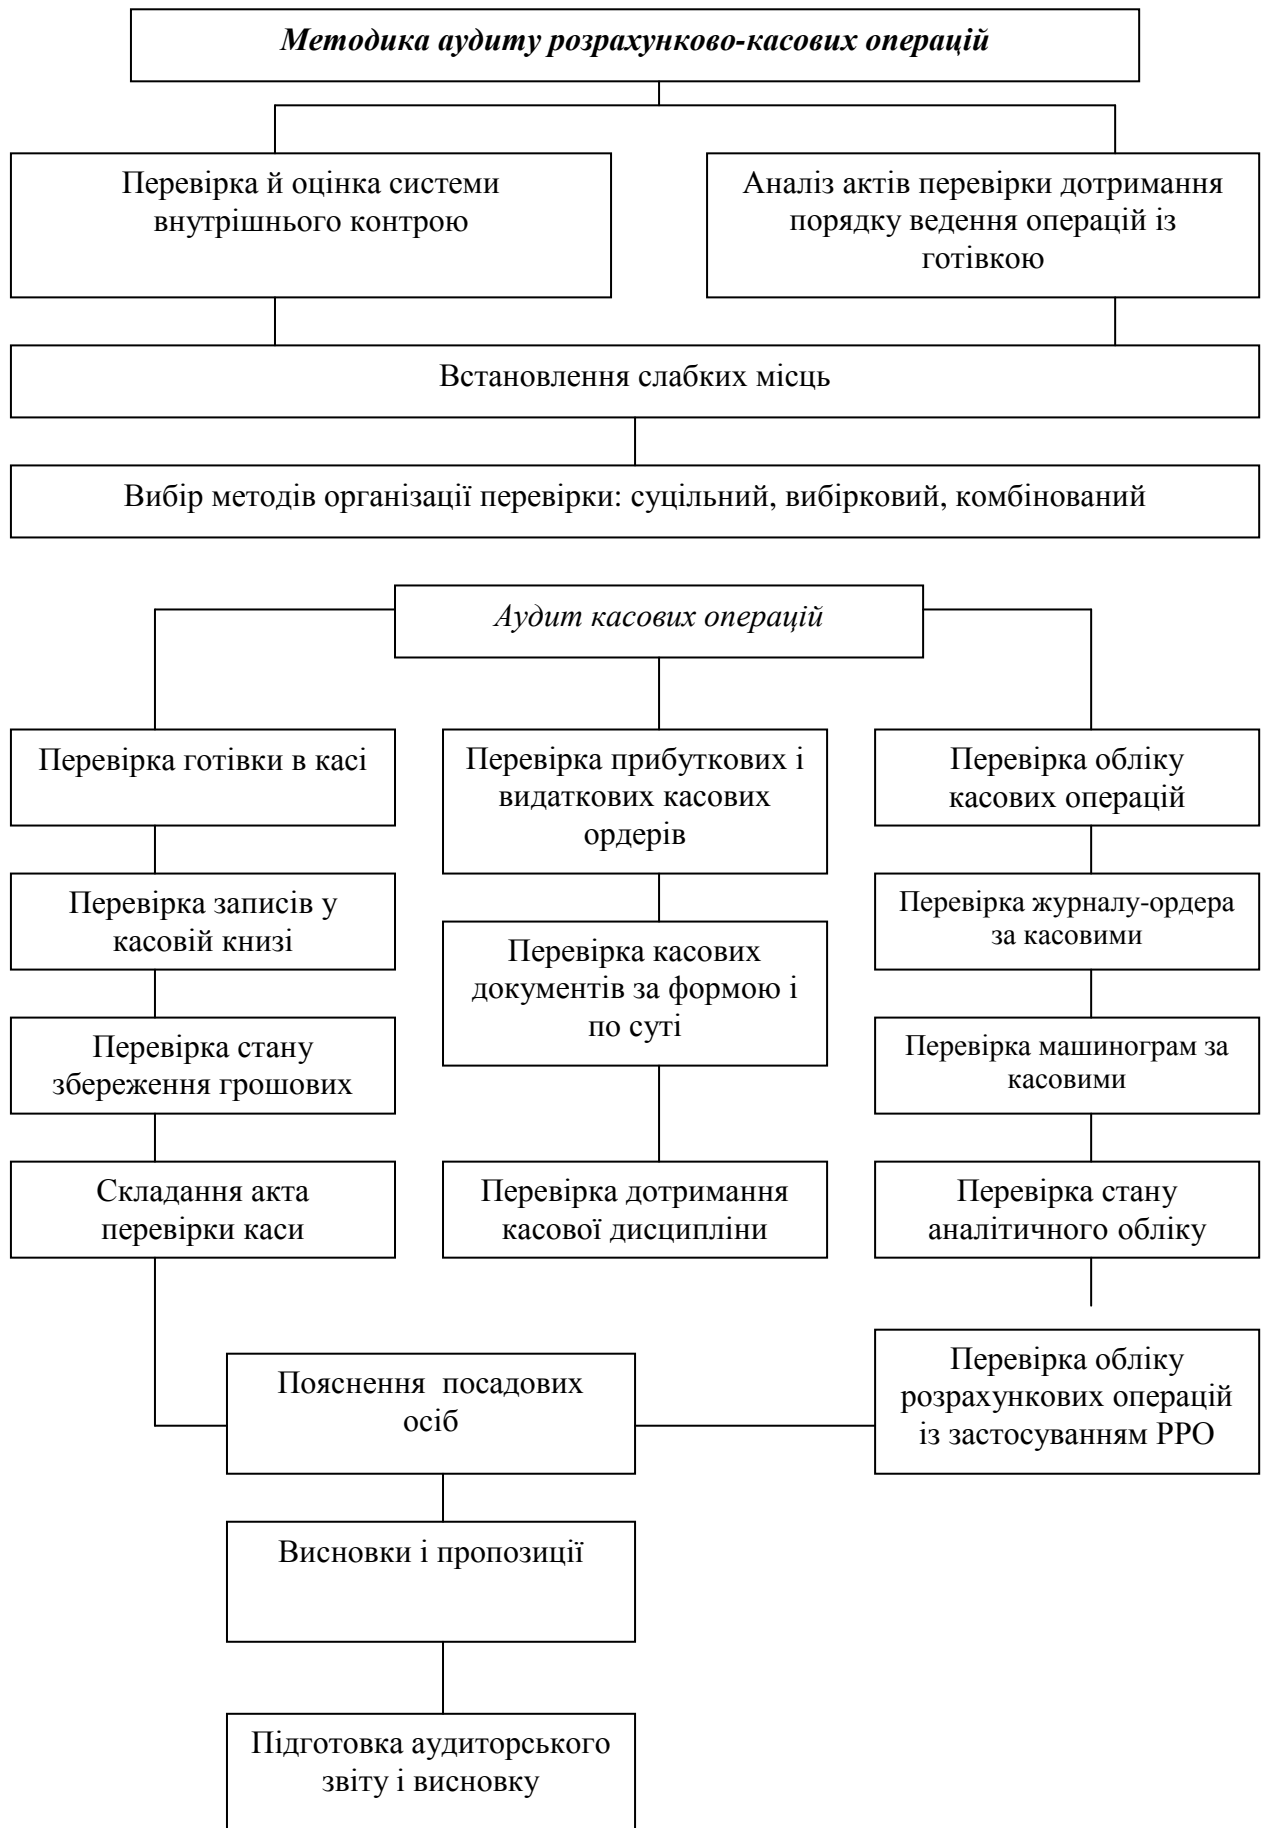 Методика аудиту розрахунково-касових операцій
Перевірка й оцінка системи
внутрішнього контрою
Аналіз актів перевірки дотримання
порядку ведення операцій із
готівкою
Встановлення слабких місць
Вибір методів організації перевірки: суцільний, вибірковий, комбінований
Аудит касових операцій
Перевірка готівки в касі
Перевірка прибуткових і
видаткових касових
ордерів
Перевірка обліку
касових операцій
Перевірка записів у
касовій книзі
Перевірка касових
документів за формою і
по суті
Перевірка журналу-ордера
за касовими
Перевірка стану
збереження грошових
Перевірка машинограм за
касовими
Складання акта
перевірки каси
Перевірка дотримання
касової дисципліни
Перевірка стану
аналітичного обліку
Пояснення посадових
осіб
Перевірка обліку
розрахункових операцій
із застосуванням РРО
Висновки і пропозиції
Підготовка аудиторського
звіту і висновку